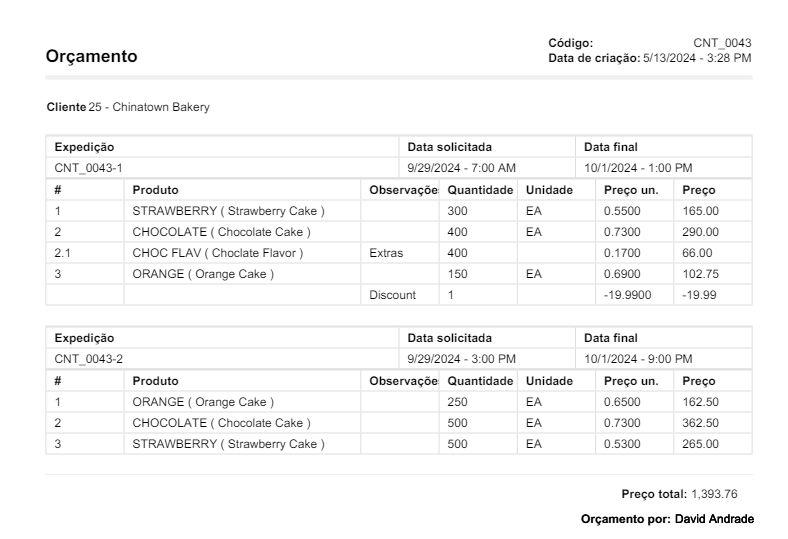 Orçamento
Código: CNT_0043
Data de criação: 5/13/2024 - 3:28 PM
Cliente 25 - Chinatown Bakery
Expedição Data solicitada Data final
CNT_0043-1 9/29/2024 - 7:00 AM 10/1/2024 - 1:00 PM
# Produto Observações Quantidade Unidade Preço un. Preço
1 STRAWBERRY ( Strawberry Cake ) 300 EA 0.5500 165.00
2 CHOCOLATE ( Chocolate Cake ) 400 EA 0.7300 290.00
2.1 CHOC FLAV ( Choclate Flavor ) Extras 400 0.1700 66.00
3 ORANGE ( Orange Cake ) 150 EA 0.6900 102.75
Discount 1 -19.9900 -19.99
Expedição Data solicitada Data final
CNT_0043-2 9/29/2024 - 3:00 PM 10/1/2024 - 9:00 PM
# Produto Observações Quantidade Unidade Preço un. Preço
1 ORANGE ( Orange Cake ) 250 EA 0.6500 162.50
2 CHOCOLATE ( Chocolate Cake ) 500 EA 0.7300 362.50
3 STRAWBERRY ( Strawberry Cake ) 500 EA 0.5300 265.00
Preço total: 1,393.76
Orçamento por: David Andrade